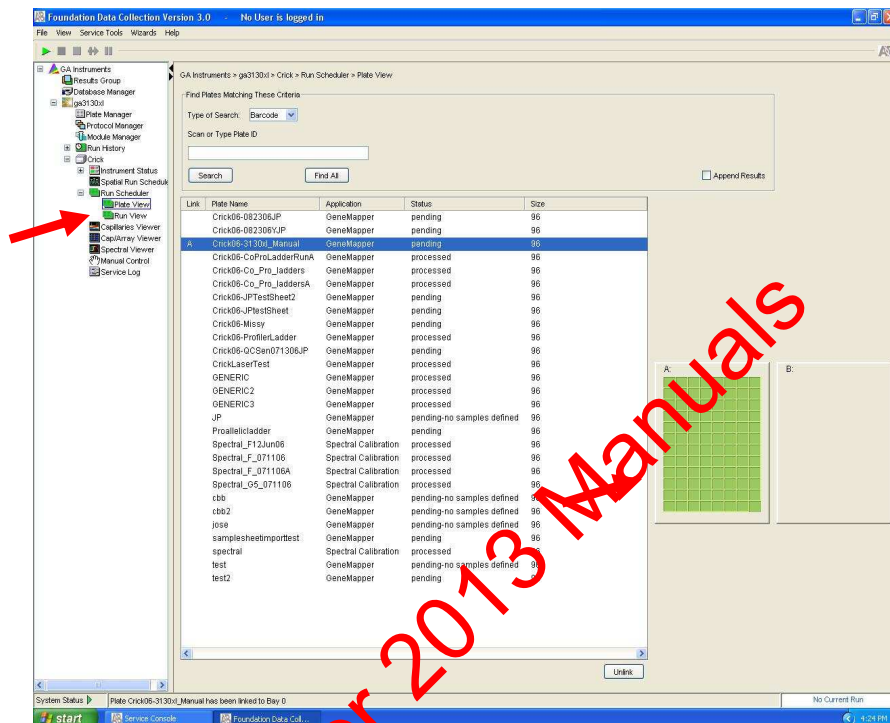 Foundation Data Collection Version 3.0 - No User is logged in
File View Service Tools Wizards Help
GA Instruments
Results Group
Database Manager
ga3130xl
Plate Manager
Protocol Manager
Module Manager
Run History
Crick
Instrument Status
Spatial Run Schedule
Run Scheduler
Plate View
Run View
Capillaries Viewer
Cap/Array Viewer
Spectral Viewer
Manual Control
Service Log
GA Instruments > ga3130xl > Crick > Run Scheduler > Plate View
Find Plates Matching These Criteria
Type of Search: Barcode
Scan or Type Plate ID
Search Find All Append Results
Link Plate Name Application Status Size
Crick06-082306JP GeneMapper pending 96
Crick06-082306YJP GeneMapper pending 96
A Crick06-3130xl_Manual GeneMapper pending 96
Crick06-CoProLadderRunA GeneMapper processed 96
Crick06-Co_Pro_ladders GeneMapper processed 96
Crick06-Co_Pro_laddersA GeneMapper processed 96
Crick06-JPTestSheet2 GeneMapper pending 96
Crick06-JPtestSheet GeneMapper pending 96
Crick06-Missy GeneMapper pending 96
Crick06-ProfilerLadder GeneMapper processed 96
Crick06-QCSen071306JP GeneMapper pending 96
CrickLaserTest GeneMapper processed 96
GENERIC GeneMapper processed 96
GENERIC2 GeneMapper processed 96
GENERIC3 GeneMapper processed 96
JP GeneMapper pending-no samples defined 96
Proallelicladder GeneMapper pending 96
Spectral_F12Jun06 Spectral Calibration processed 96
Spectral_F_071106 Spectral Calibration processed 96
Spectral_F_071106A Spectral Calibration processed 96
Spectral_G5_071106 Spectral Calibration processed 96
cbb GeneMapper pending-no samples defined 96
cbb2 GeneMapper pending-no samples defined 96
jose GeneMapper pending-no samples defined 96
samplesheetimporttest GeneMapper pending 96
spectral Spectral Calibration processed 96
test GeneMapper pending-no samples defined 96
test2 GeneMapper pending
A: B:
Unlink
2013 Manuals
System Status Plate Crick06-3130xl_Manual has been linked to Bay 0 No Current Run
start Service Console Foundation Data Coll... 4:24 PM